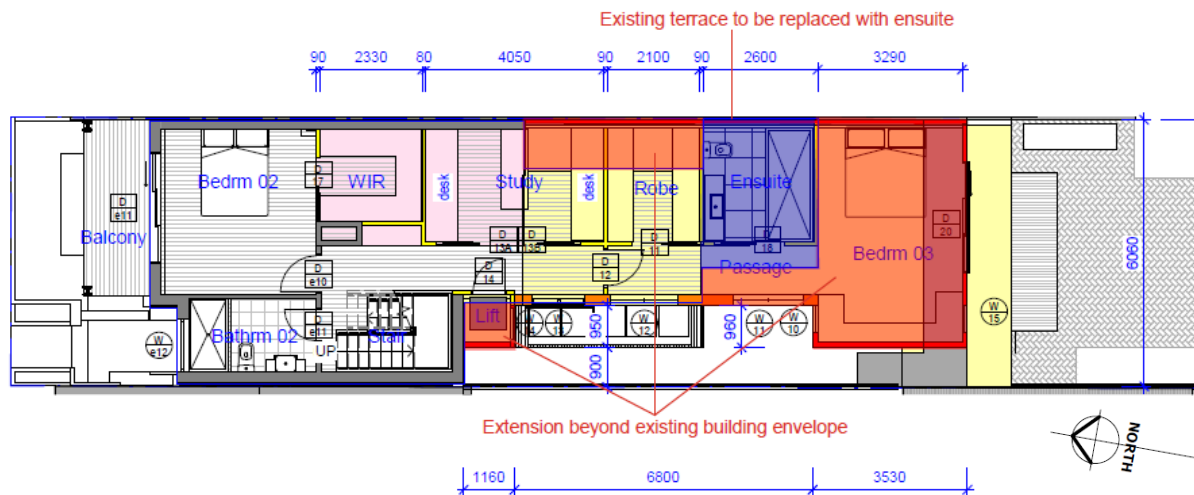 Existing terrace to be replaced with ensuite
90 2330 80 4050 90 2100 90 2600 3290
Bedrm 02
D
17
WIR
desk
Study
desk
Robe
Ensuite
Bedrm 03
D
20
D
e11
Balcony
D
13A
D
13B
D
11
D
18
6060
D
e10
D
14
D
12
Passage
Lift
W
13
W
12
W
11
W
10
W
15
950
960
900
Bathrm 02
D
e11
Stair
UP
W
e12
Extension beyond existing building envelope
NORTH
1160 6800 3530